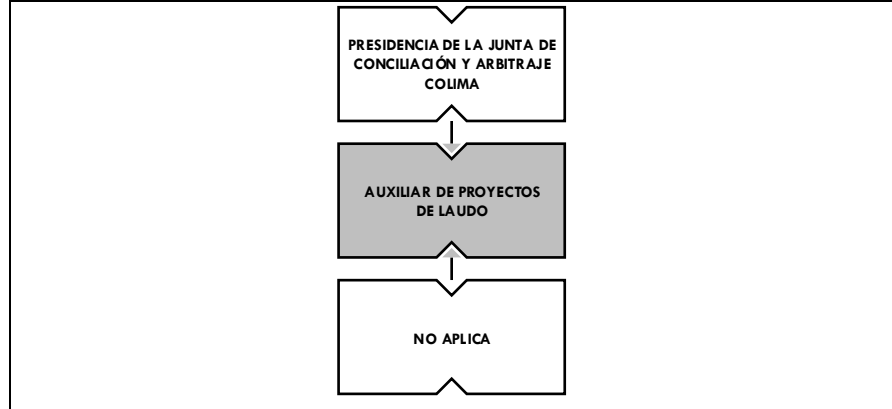 PRESIDENCIA DE LA JUNTA DE
CONCILIACIÓN Y ARBITRAJE
COLIMA
AUXILIAR DE PROYECTOS
DE LAUDO
NO APLICA